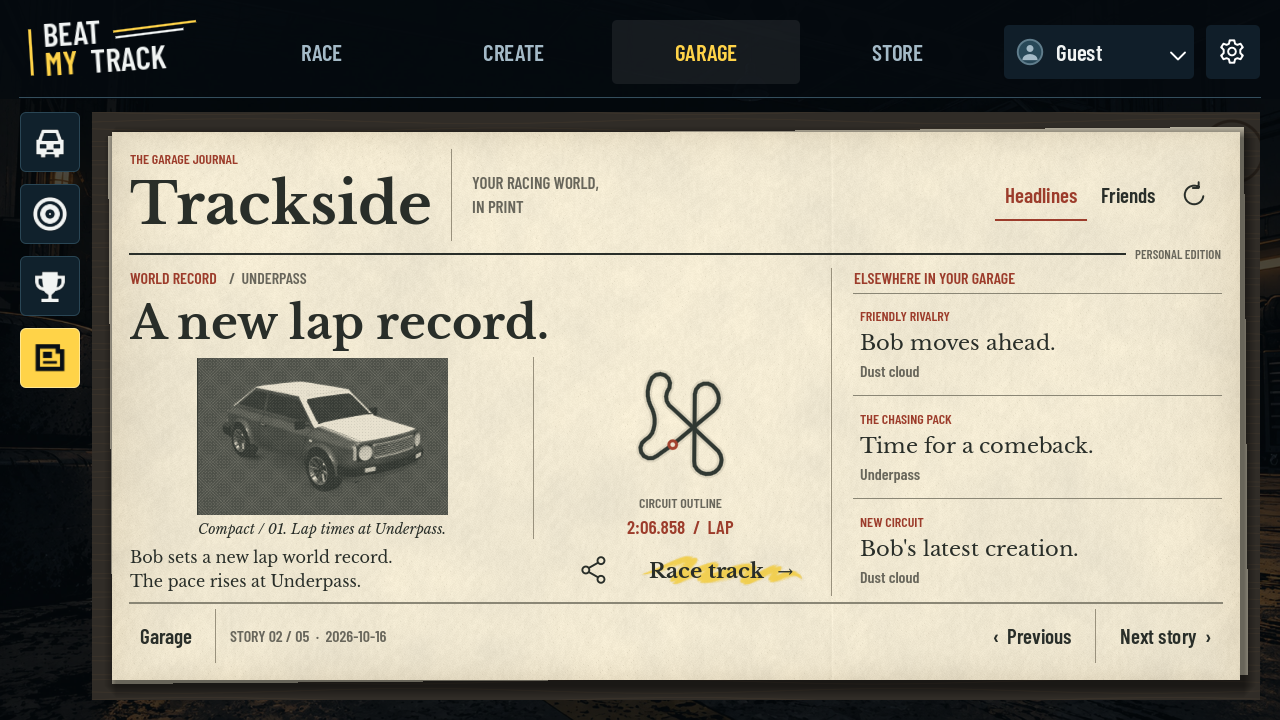 BEAT
MY TRACK
RACE
CREATE
GARAGE
STORE
Guest
THE GARAGE JOURNAL
Trackside
YOUR RACING WORLD,
IN PRINT
Headlines
Friends
PERSONAL EDITION
WORLD RECORD / UNDERPASS
A new lap record.
Compact / 01. Lap times at Underpass.
Bob sets a new lap world record.
The pace rises at Underpass.
CIRCUIT OUTLINE
2:06.858 / LAP
Race track →
ELSEWHERE IN YOUR GARAGE
FRIENDLY RIVALRY
Bob moves ahead.
Dust cloud
THE CHASING PACK
Time for a comeback.
Underpass
NEW CIRCUIT
Bob's latest creation.
Dust cloud
Garage
STORY 02 / 05 · 2026-10-16
‹ Previous
Next story ›